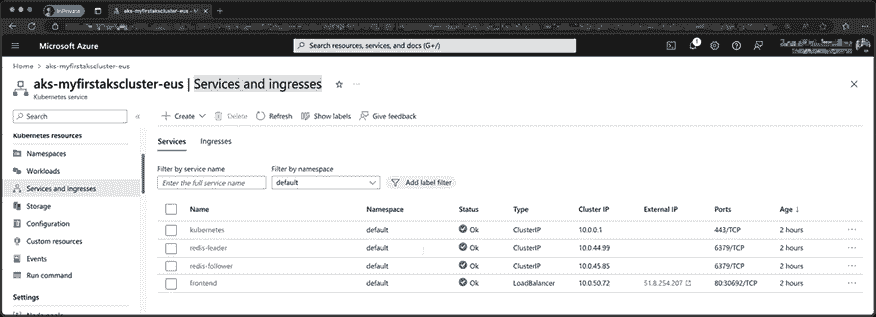 InPrivate
aks-myfirstakscluster-eus - M
Microsoft Azure
Search resources, services, and docs (G+/)
1
Home > aks-myfirstakscluster-eus
aks-myfirstakscluster-eus | Services and ingresses
Kubernetes service
Search
Create Delete Refresh Show labels Give feedback
Kubernetes resources
Namespaces
Workloads
Services and ingresses
Storage
Configuration
Custom resources
Events
Run command
Settings
Services Ingresses
Filter by service name Filter by namespace
Enter the full service name default Add label filter
Name Namespace Status Type Cluster IP External IP Ports Age ↓
kubernetes default Ok ClusterIP 10.0.0.1 443/TCP 2 hours
redis-leader default Ok ClusterIP 10.0.44.99 6379/TCP 2 hours
redis-follower default Ok ClusterIP 10.0.45.85 6379/TCP 2 hours
frontend default Ok LoadBalancer 10.0.50.72 51.8.254.207 80:30692/TCP 2 hours